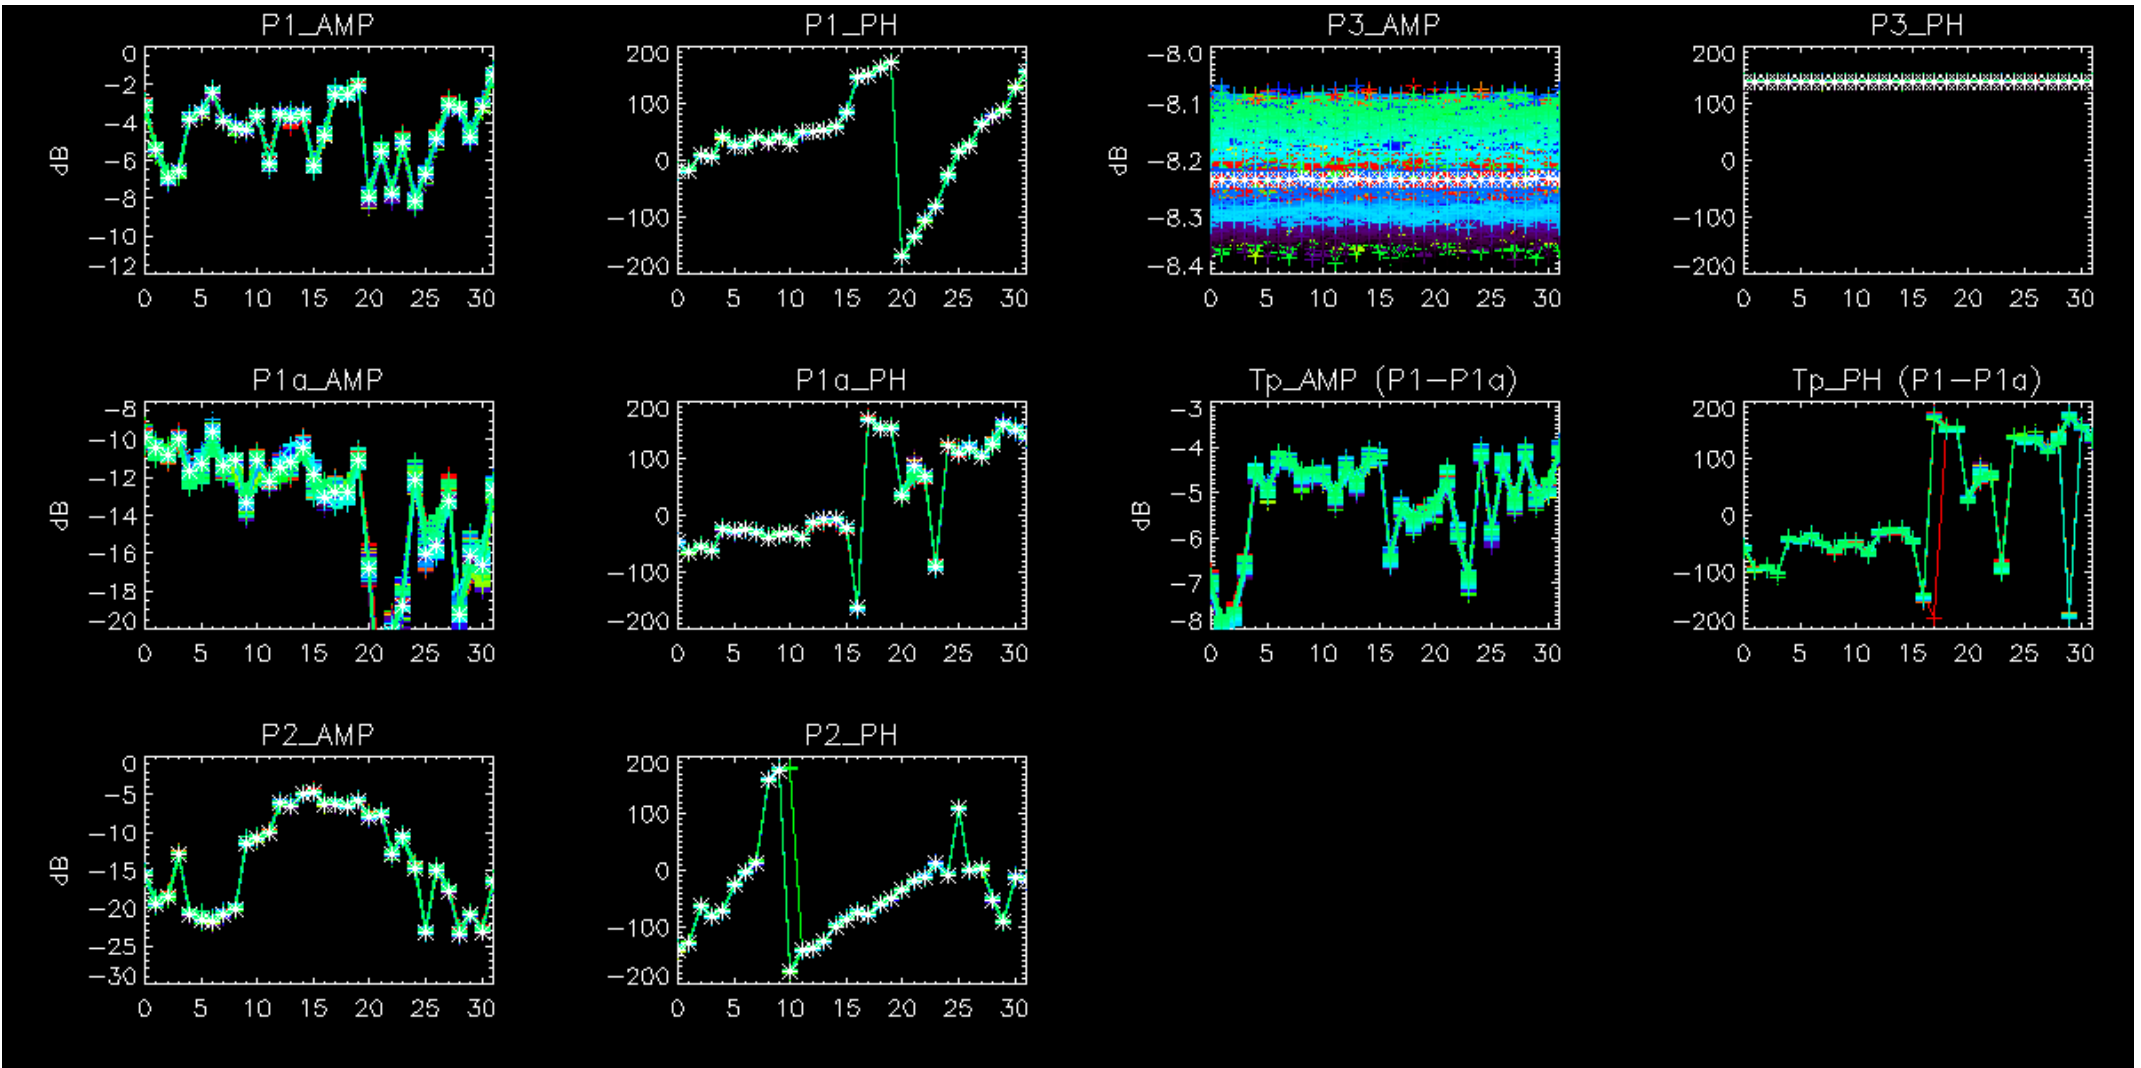 P1_AMP
P1_PH
P3_AMP
P3_PH
0
-2
-4
-6
-8
-10
-12
dB
0 5 10 15 20 25 30
200
100
0
-100
-200
0 5 10 15 20 25 30
-8.0
-8.1
-8.2
-8.3
-8.4
dB
0 5 10 15 20 25 30
200
100
0
-100
-200
0 5 10 15 20 25 30
P1a_AMP
P1a_PH
Tp_AMP (P1-P1a)
Tp_PH (P1-P1a)
-8
-10
-12
-14
-16
-18
-20
dB
0 5 10 15 20 25 30
200
100
0
-100
-200
0 5 10 15 20 25 30
-3
-4
-5
-6
-7
-8
dB
0 5 10 15 20 25 30
200
100
0
-100
-200
0 5 10 15 20 25 30
P2_AMP
P2_PH
0
-5
-10
-15
-20
-25
-30
dB
0 5 10 15 20 25 30
200
100
0
-100
-200
0 5 10 15 20 25 30